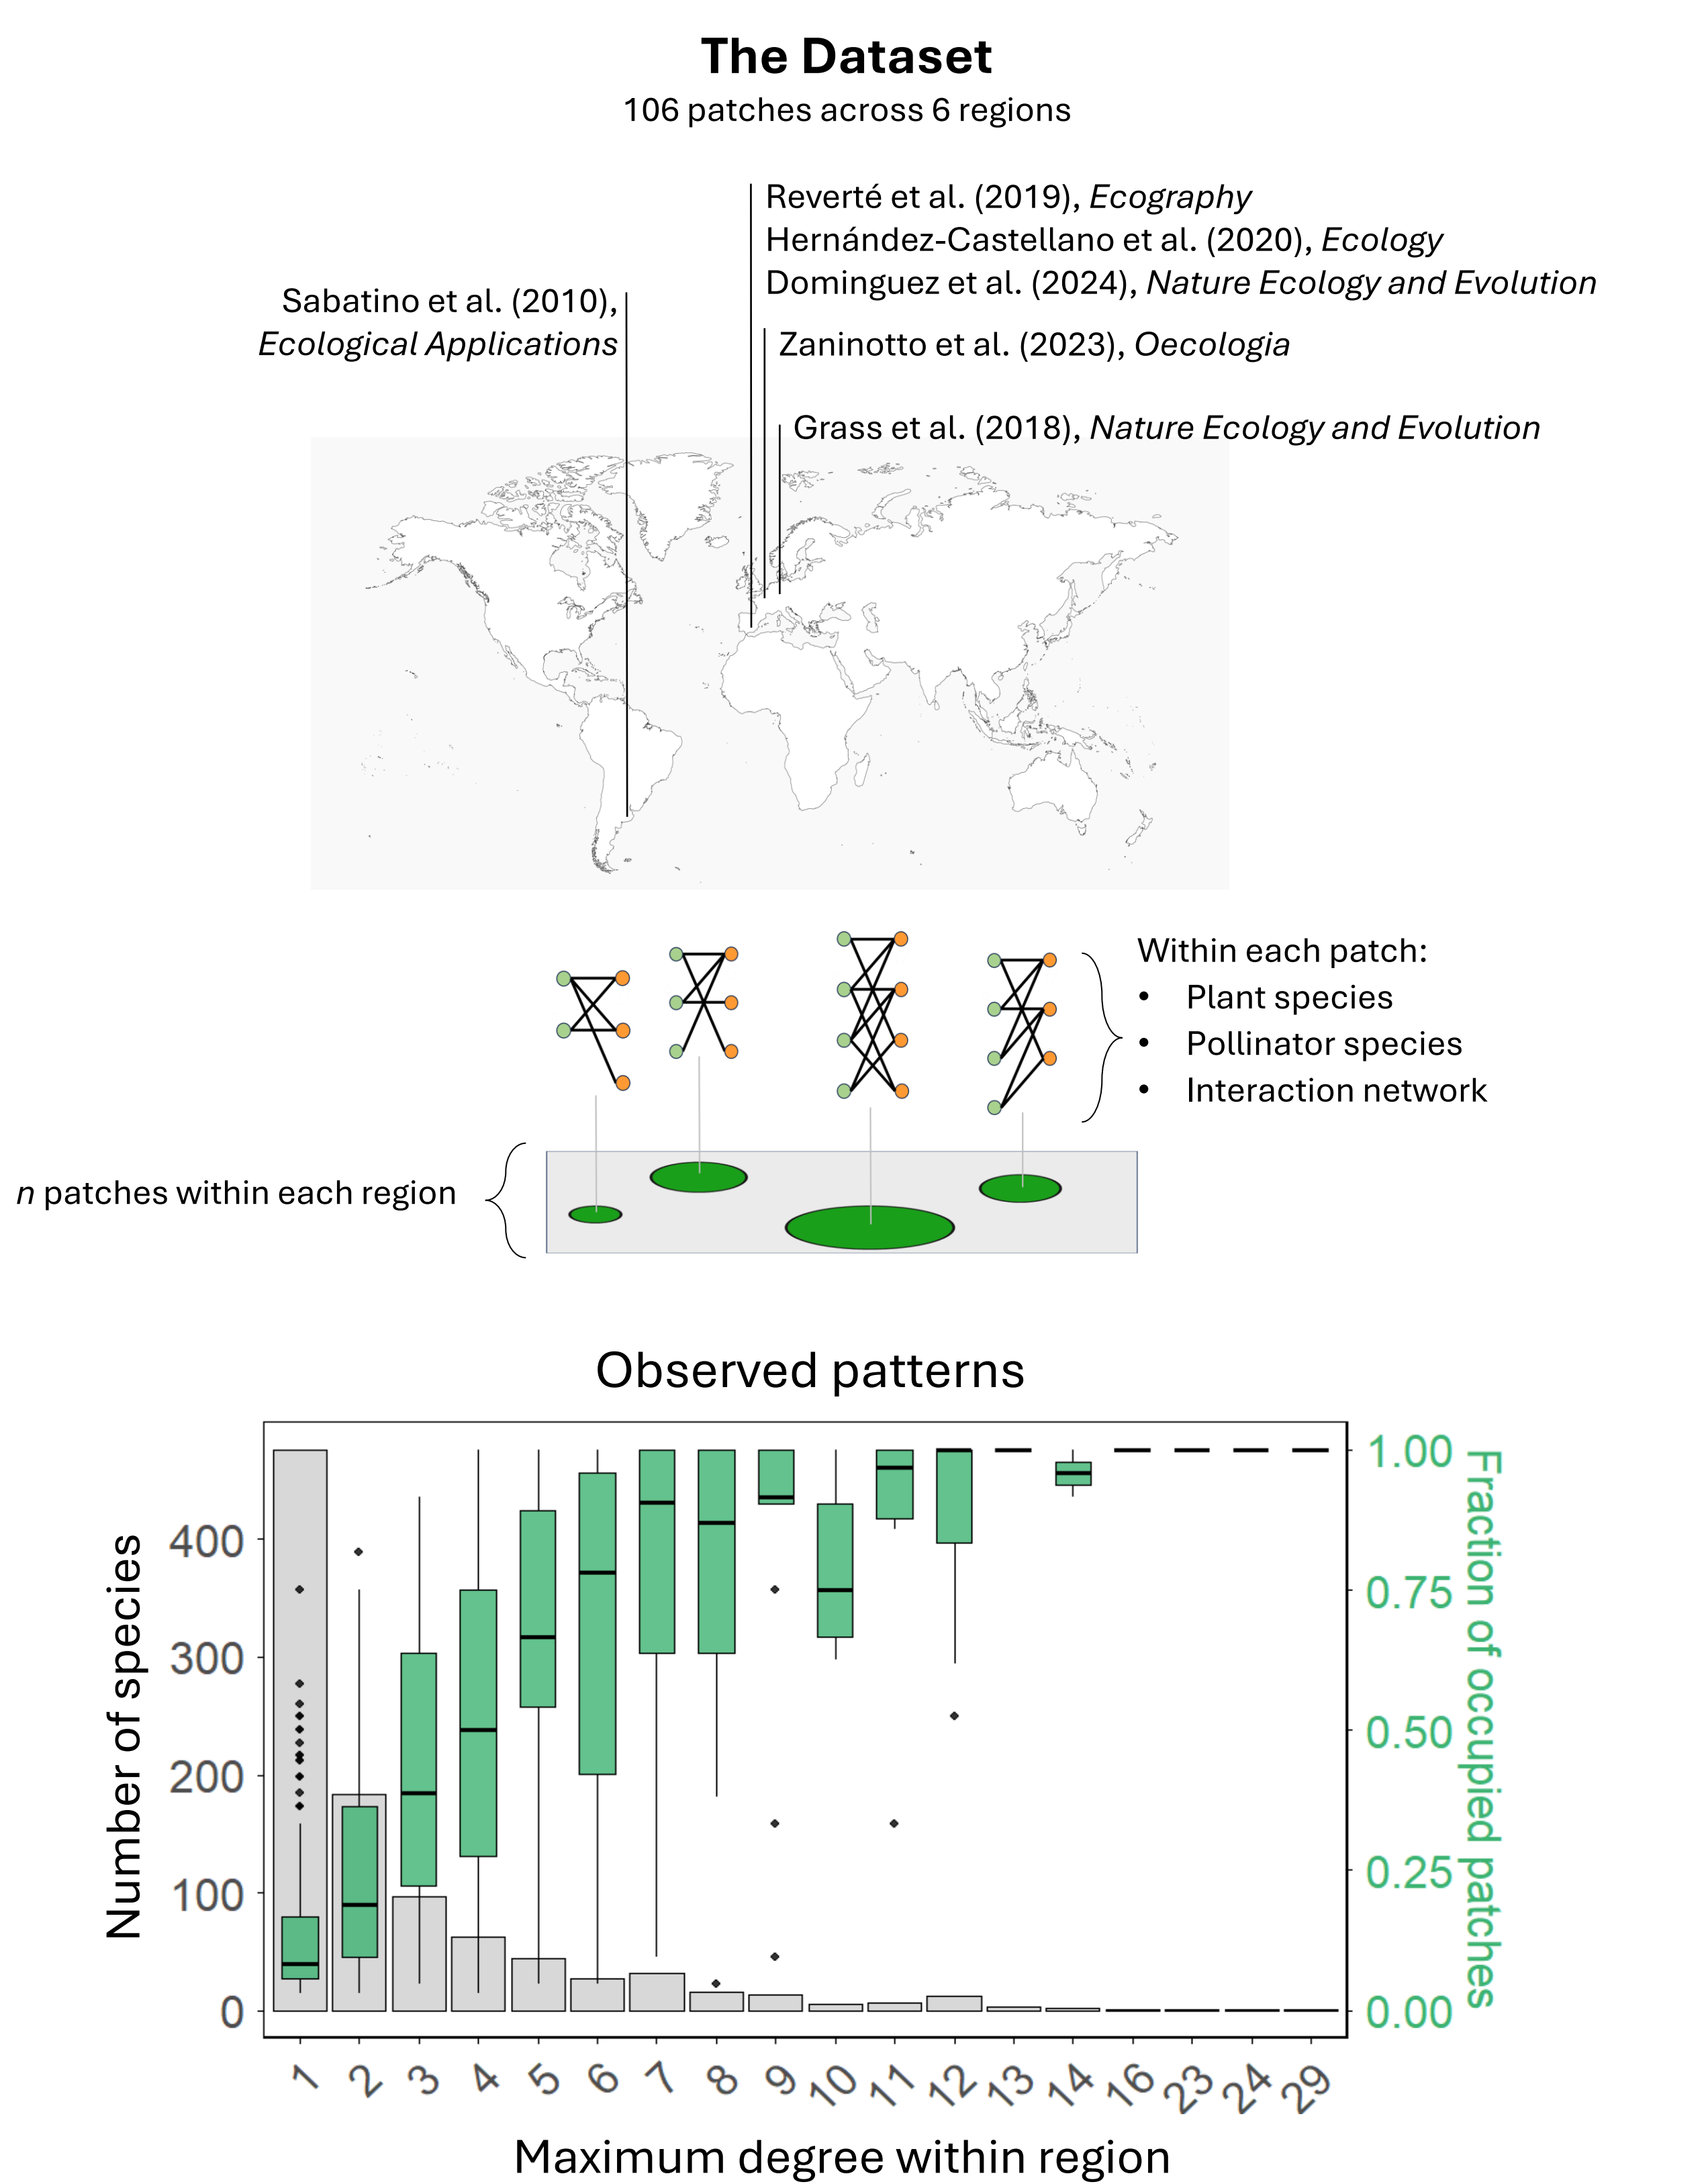 The Dataset
106 patches across 6 regions
Reverté et al. (2019), Ecography
Hernández-Castellano et al. (2020), Ecology
Dominguez et al. (2024), Nature Ecology and Evolution
Sabatino et al. (2010),
Ecological Applications
Zaninotto et al. (2023), Oecologia
Grass et al. (2018), Nature Ecology and Evolution
Within each patch:
• Plant species
• Pollinator species
• Interaction network
n patches within each region
Observed patterns
Number of species
400
300
200
100
0
1.00
0.75
0.50
0.25
0.00
Fraction of occupied patches
1 2 3 4 5 6 7 8 9 10 11 12 13 14 16 23 24 29
Maximum degree within region